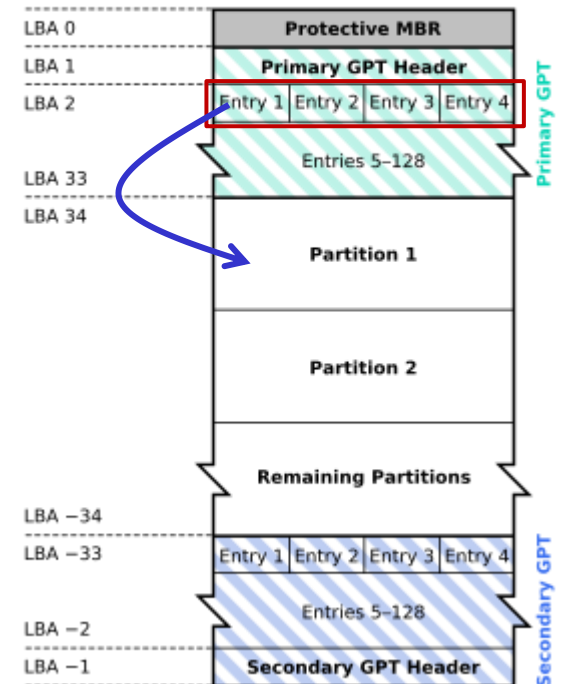 LBA 0
Protective MBR
LBA 1
Primary GPT Header
LBA 2
Entry 1 Entry 2 Entry 3 Entry 4
Entries 5–128
LBA 33
Primary GPT
LBA 34
Partition 1
Partition 2
Remaining Partitions
LBA −34
LBA −33
Entry 1 Entry 2 Entry 3 Entry 4
Entries 5–128
LBA −2
LBA −1
Secondary GPT Header
Secondary GPT